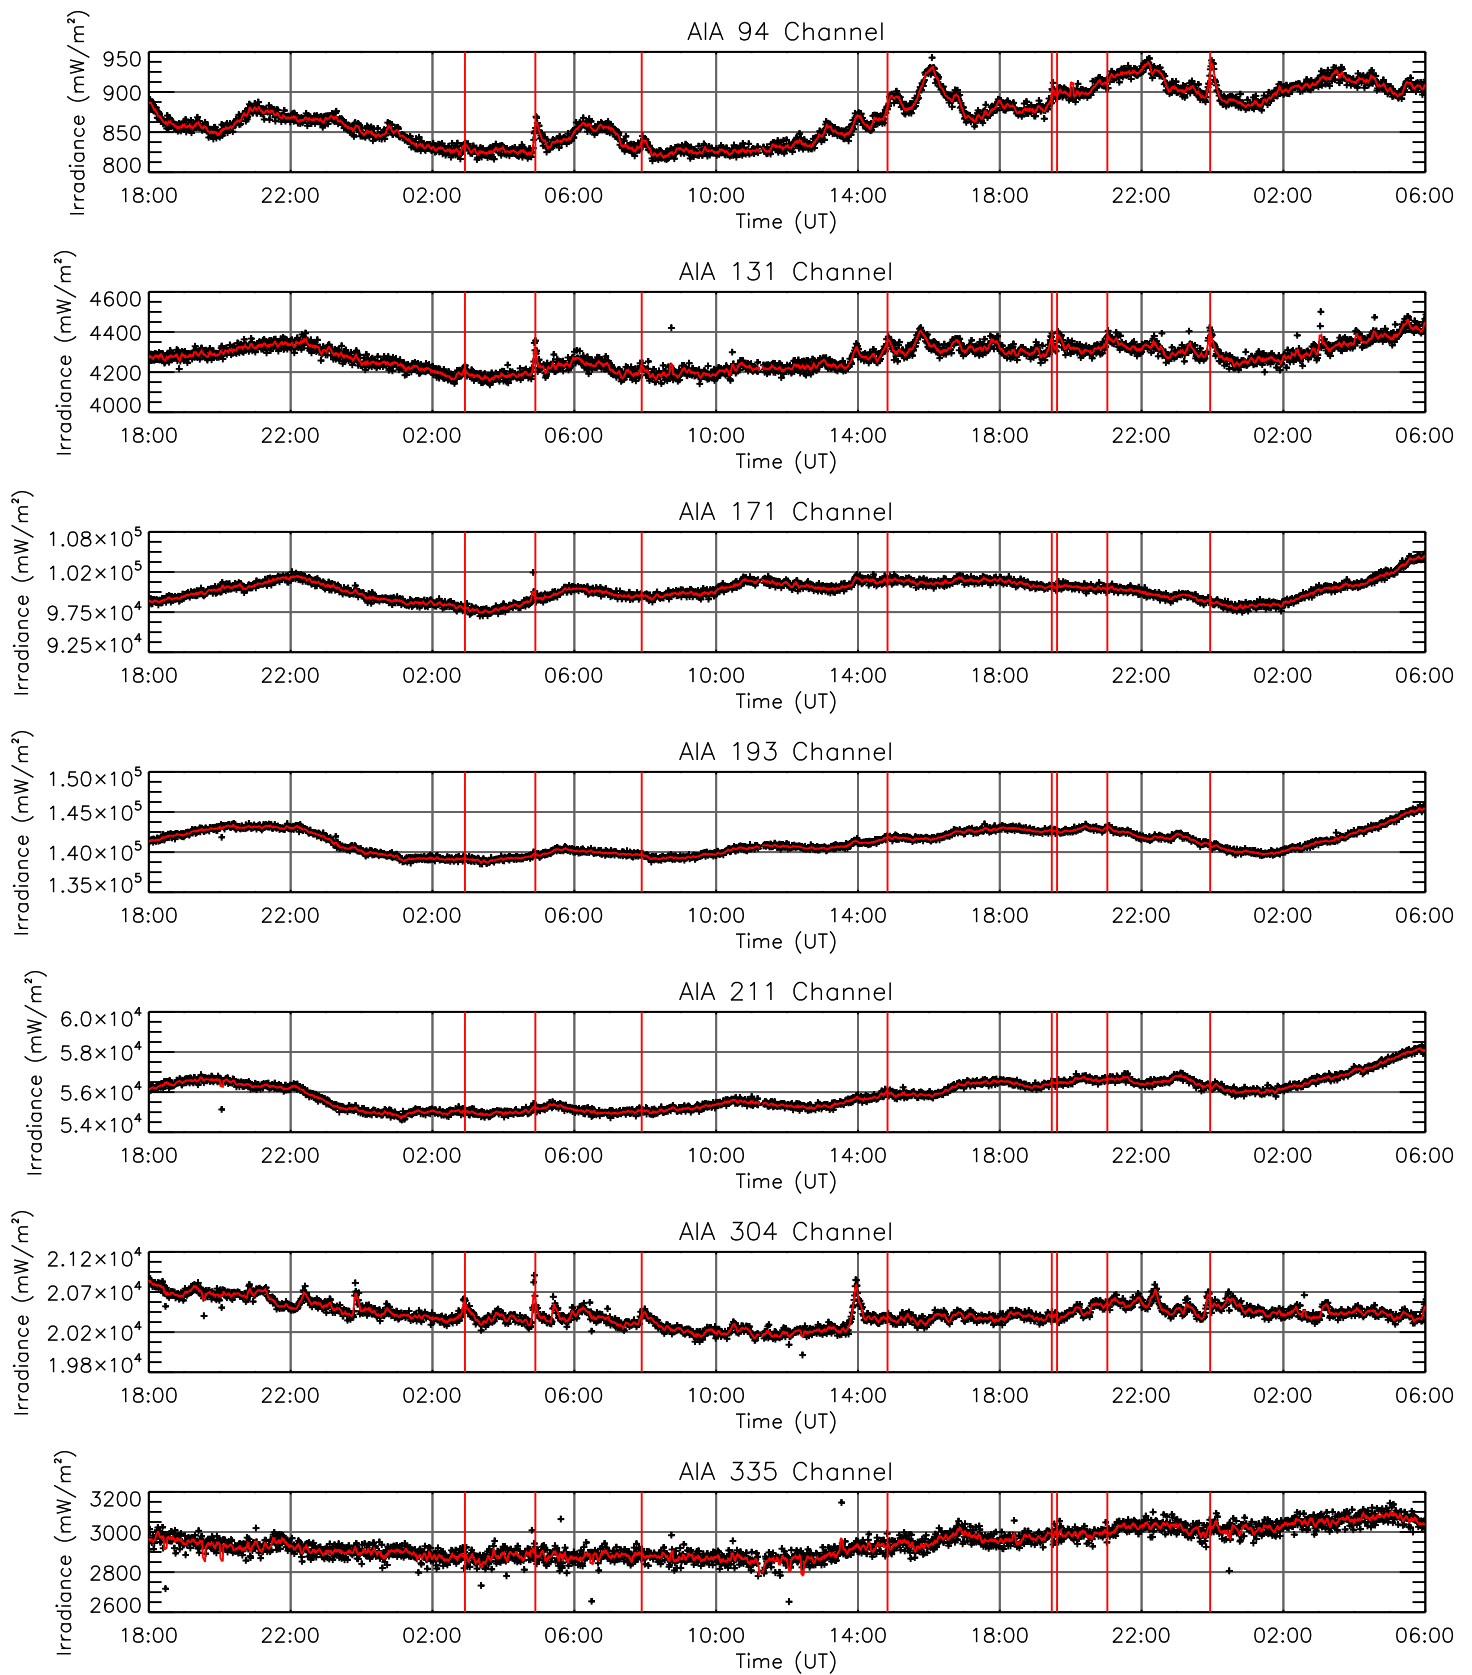 AIA 94 Channel
Irradiance (mW/m²)
950
900
850
800
18:00 22:00 02:00 06:00 10:00 14:00 18:00 22:00 02:00 06:00
Time (UT)
AIA 131 Channel
Irradiance (mW/m²)
4600
4400
4200
4000
18:00 22:00 02:00 06:00 10:00 14:00 18:00 22:00 02:00 06:00
Time (UT)
AIA 171 Channel
Irradiance (mW/m²)
1.08×10⁵
1.02×10⁵
9.75×10⁴
9.25×10⁴
18:00 22:00 02:00 06:00 10:00 14:00 18:00 22:00 02:00 06:00
Time (UT)
AIA 193 Channel
Irradiance (mW/m²)
1.50×10⁵
1.45×10⁵
1.40×10⁵
1.35×10⁵
18:00 22:00 02:00 06:00 10:00 14:00 18:00 22:00 02:00 06:00
Time (UT)
AIA 211 Channel
Irradiance (mW/m²)
6.0×10⁴
5.8×10⁴
5.6×10⁴
5.4×10⁴
18:00 22:00 02:00 06:00 10:00 14:00 18:00 22:00 02:00 06:00
Time (UT)
AIA 304 Channel
Irradiance (mW/m²)
2.12×10⁴
2.07×10⁴
2.02×10⁴
1.98×10⁴
18:00 22:00 02:00 06:00 10:00 14:00 18:00 22:00 02:00 06:00
Time (UT)
AIA 335 Channel
Irradiance (mW/m²)
3200
3000
2800
2600
18:00 22:00 02:00 06:00 10:00 14:00 18:00 22:00 02:00 06:00
Time (UT)